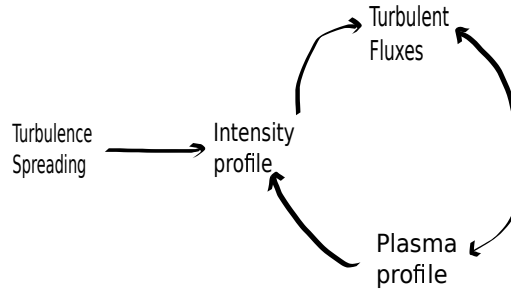 Turbulent
Fluxes
Turbulence
Spreading
Intensity
profile
Plasma
profile